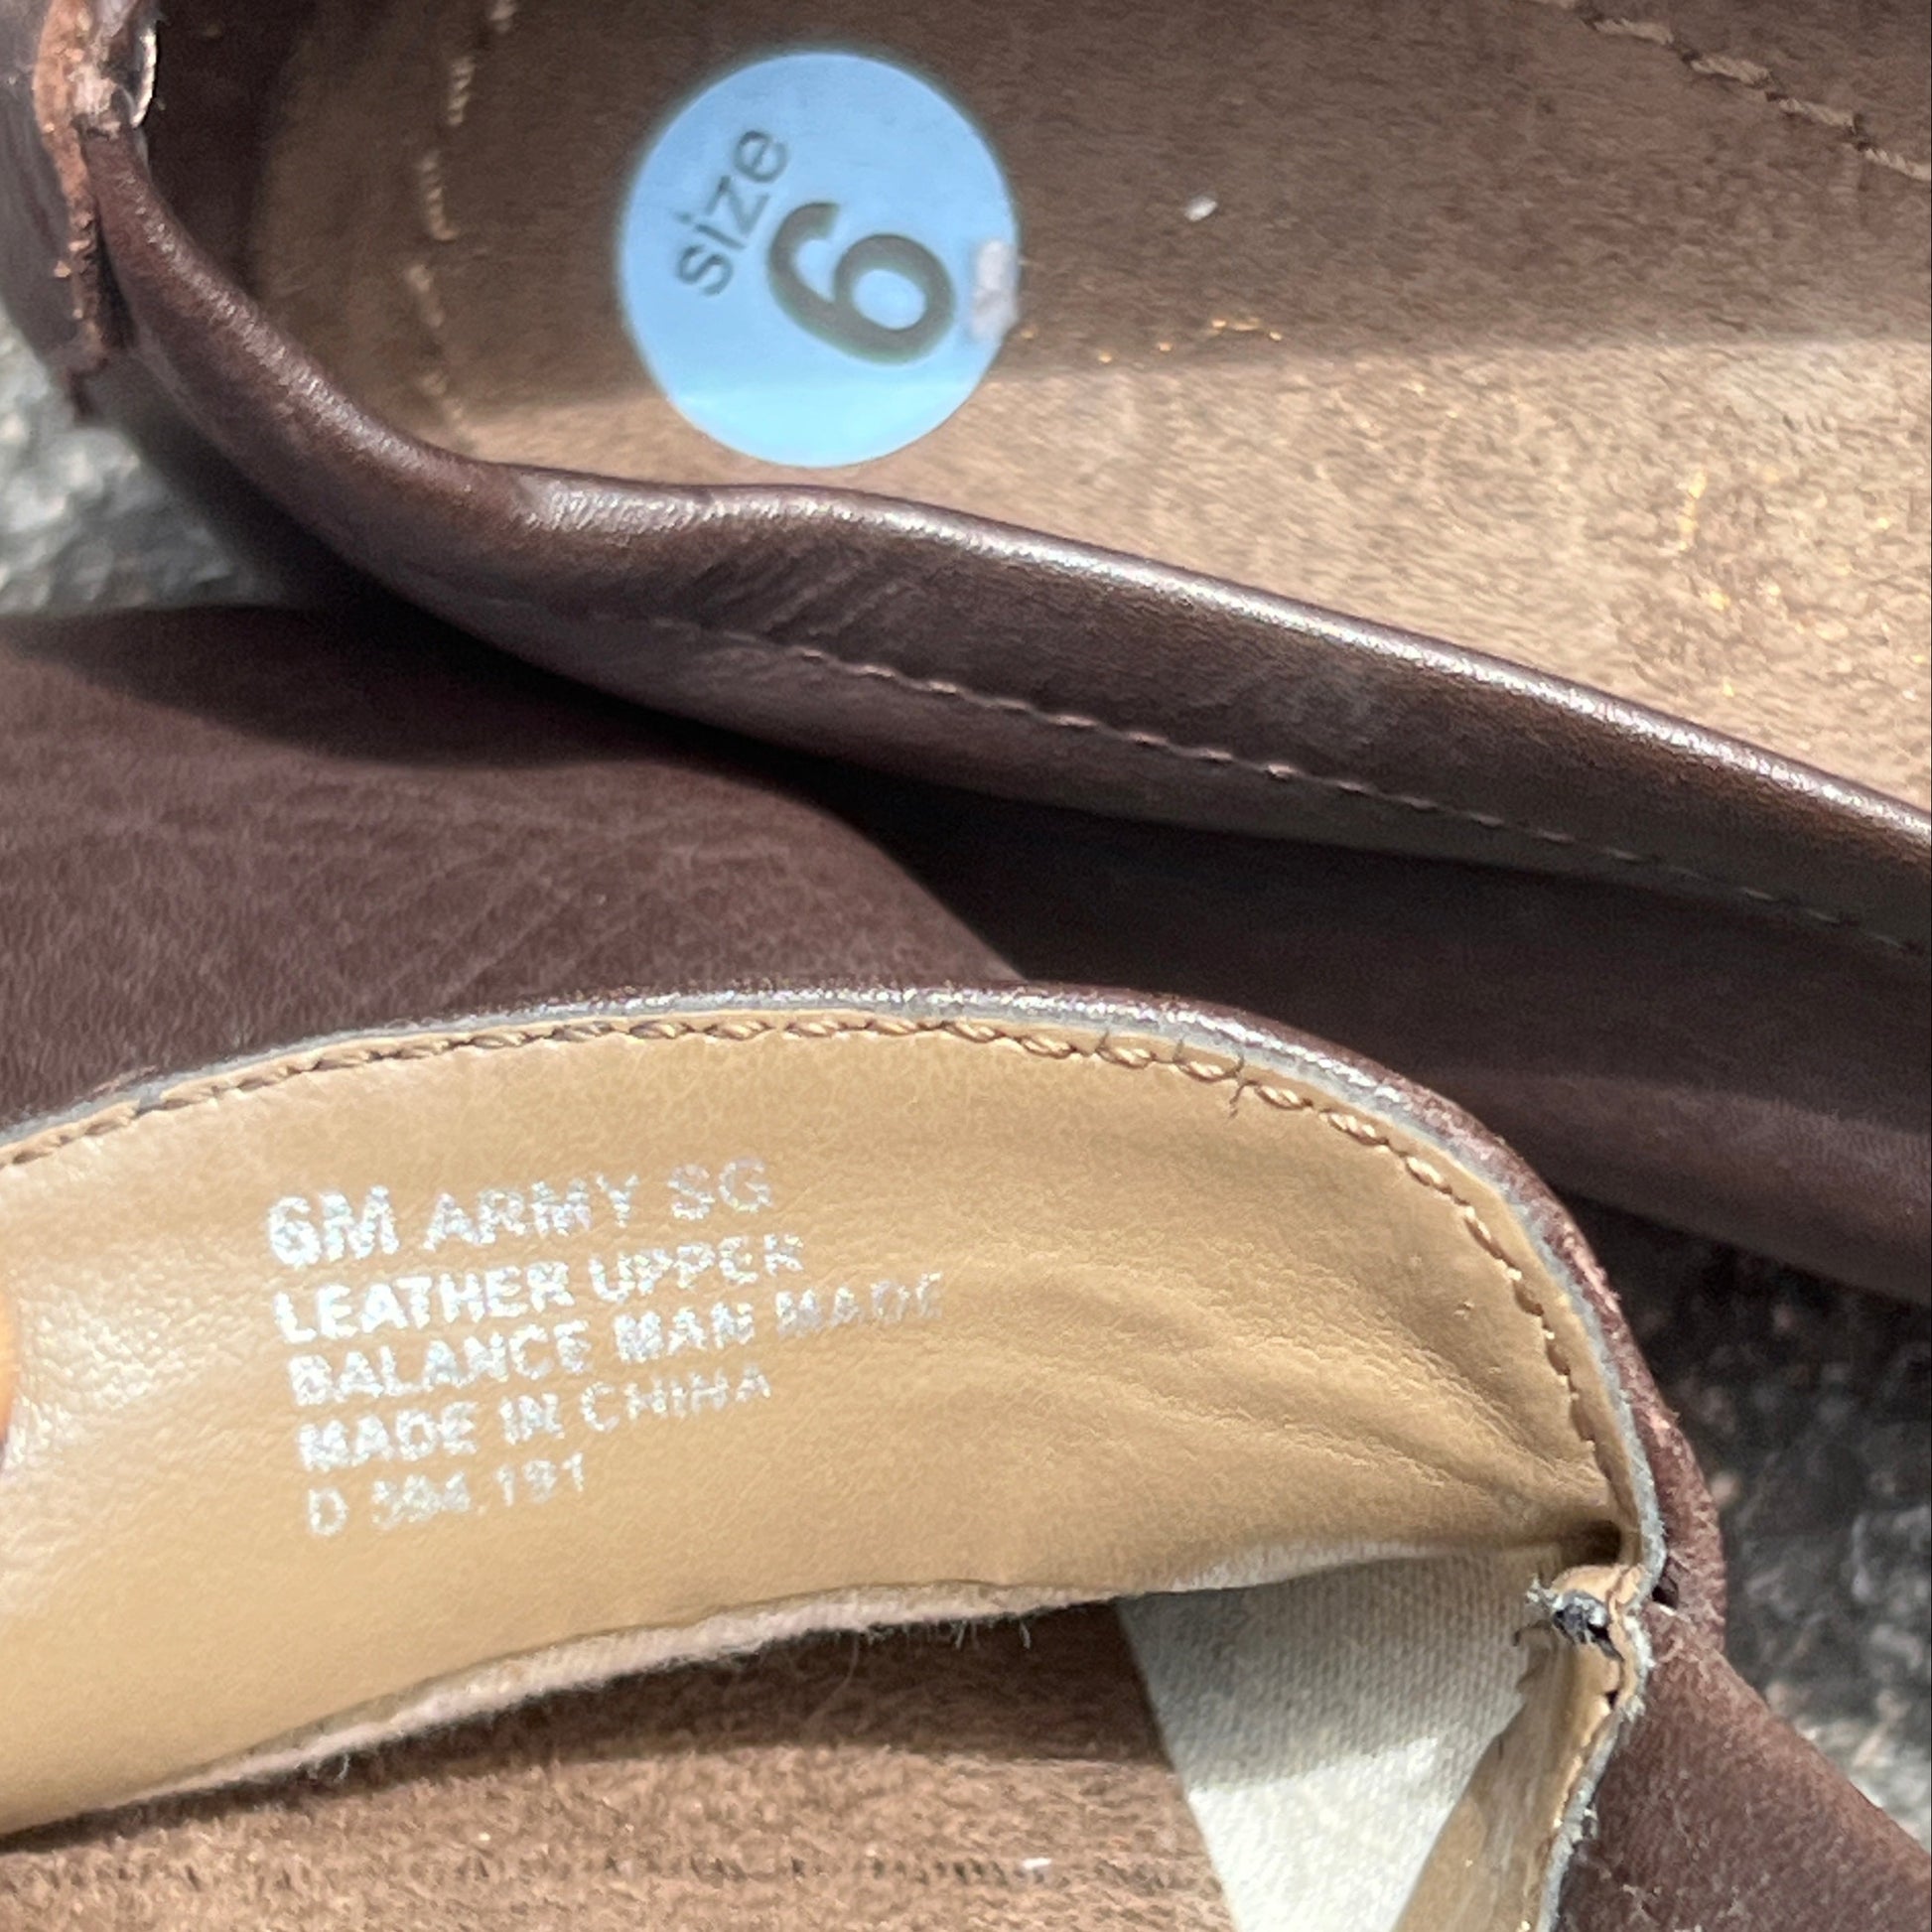 size
6
6M ARMY SG
LEATHER UPPER
BALANCE MAN MADE
MADE IN CHINA
D 394.191